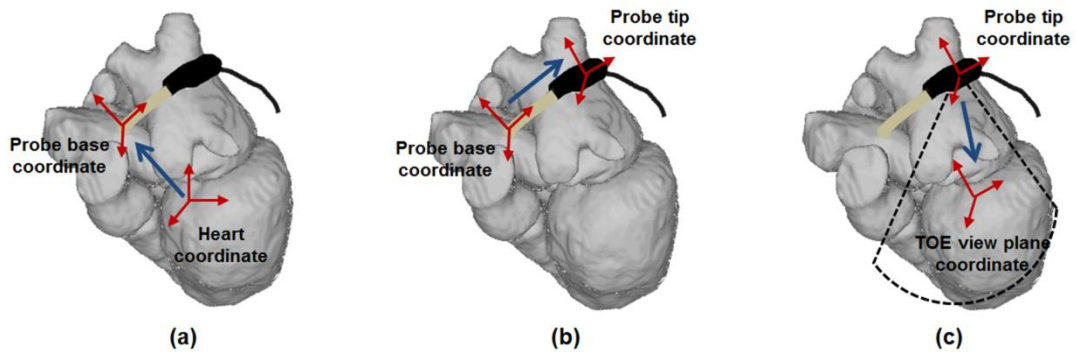 Probe base
coordinate
Heart
coordinate
(a)
Probe tip
coordinate
Probe base
coordinate
(b)
Probe tip
coordinate
TOE view plane
coordinate
(c)